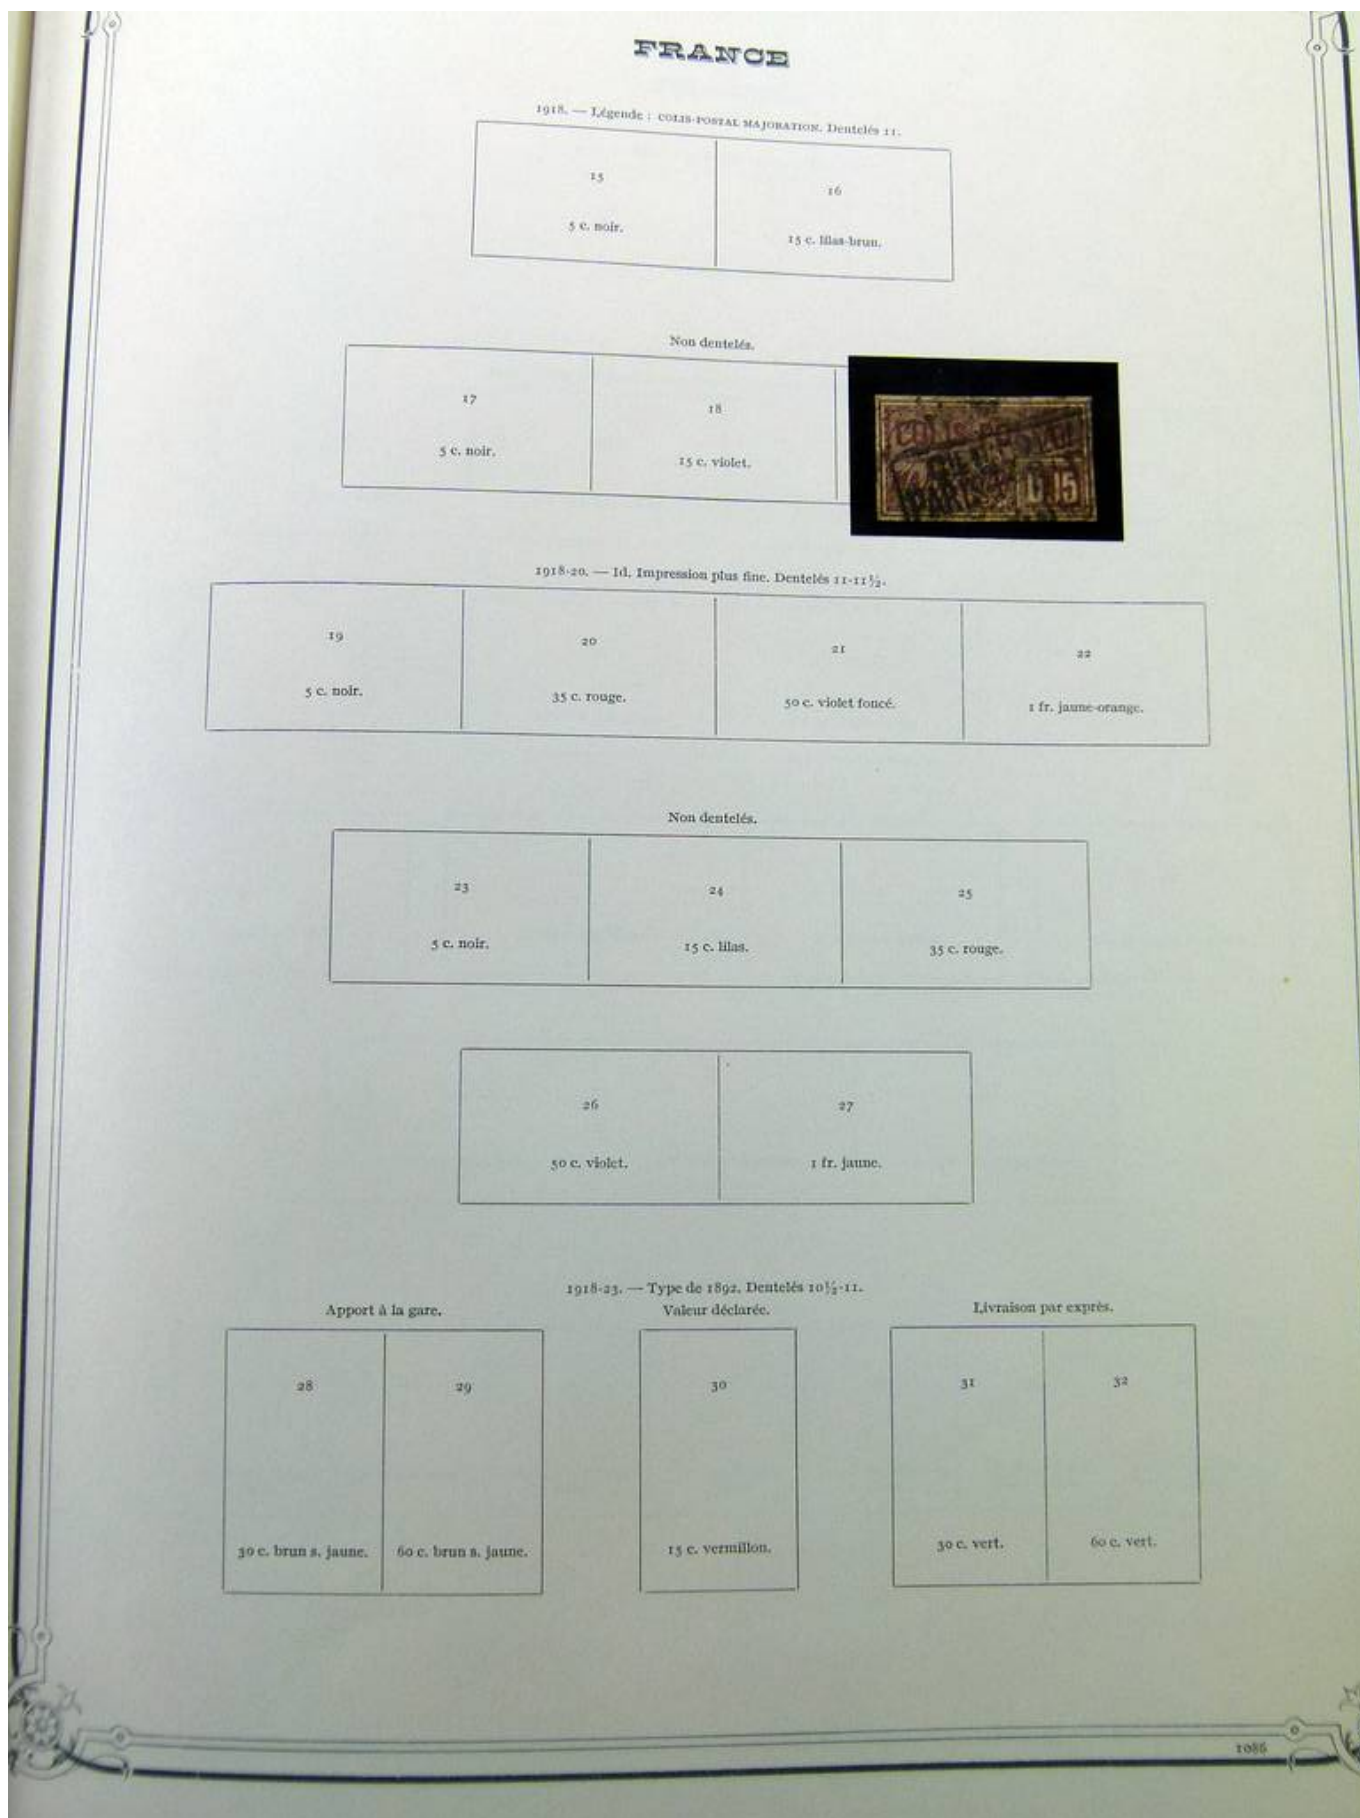 FRANCE
1918. — Légende : COLIS-POSTAL MAJORATION. Dentelés 11.
15
16
5 c. noir.
15 c. lilas-brun.
Non dentelés.
17
18
5 c. noir.
15 c. violet.
COLIS POSTAL
PARIS
0 15
1918-20. — Id. Impression plus fine. Dentelés 11-11½.
19
20
21
22
5 c. noir.
35 c. rouge.
50 c. violet foncé.
1 fr. jaune-orange.
Non dentelés.
23
24
25
5 c. noir.
15 c. lilas.
35 c. rouge.
26
27
50 c. violet.
1 fr. jaune.
1918-23. — Type de 1892. Dentelés 10½-11.
Apport à la gare.
Valeur déclarée.
Livraison par exprès.
28
29
30
31
32
30 c. brun s. jaune.
60 c. brun s. jaune.
15 c. vermillon.
30 c. vert.
60 c. vert.
1086